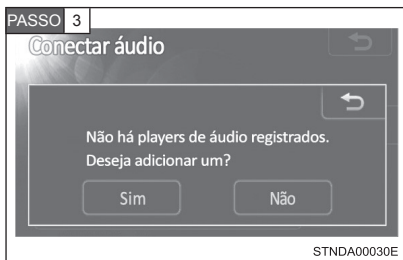 PASSO 3
Conectar áudio
Não há players de áudio registrados.
Deseja adicionar um?
Sim Não
STNDA00030E